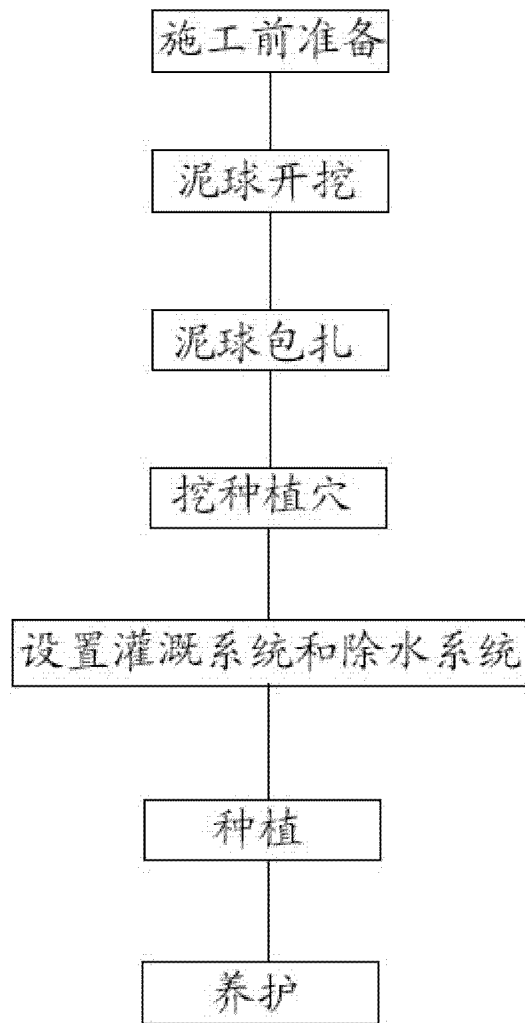 施工前准备
泥球开挖
泥球包扎
挖种植穴
设置灌溉系统和除水系统
种植
养护